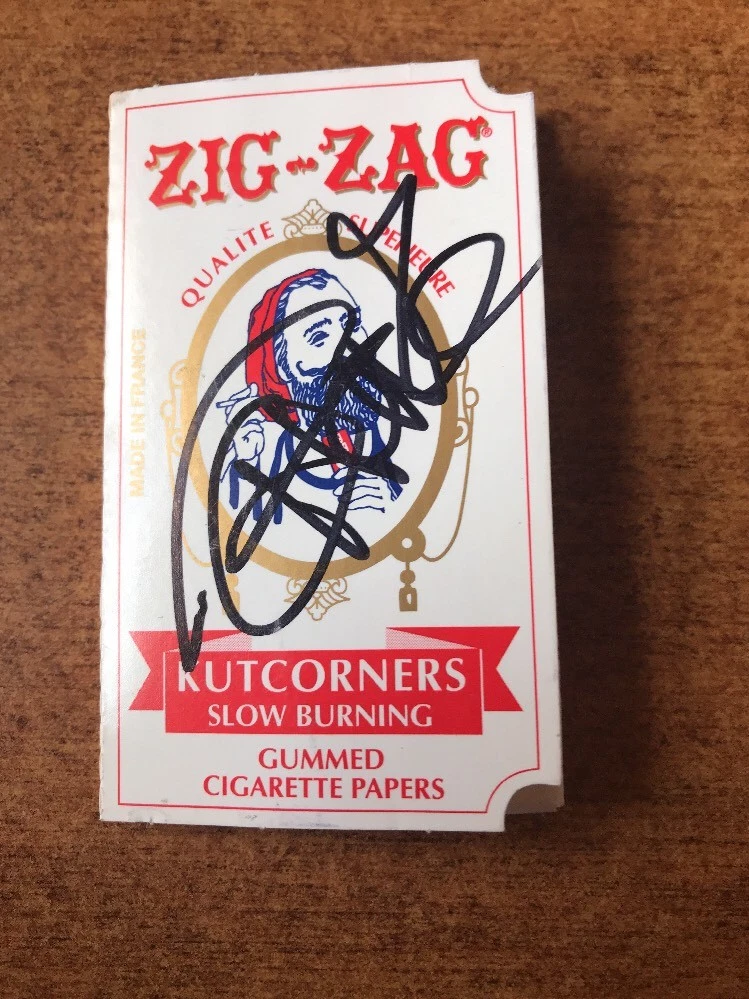 ZIG-ZAG®
QUALITE SUPERIEURE
MADE IN FRANCE
KUTCORNERS
SLOW BURNING
GUMMED
CIGARETTE PAPERS